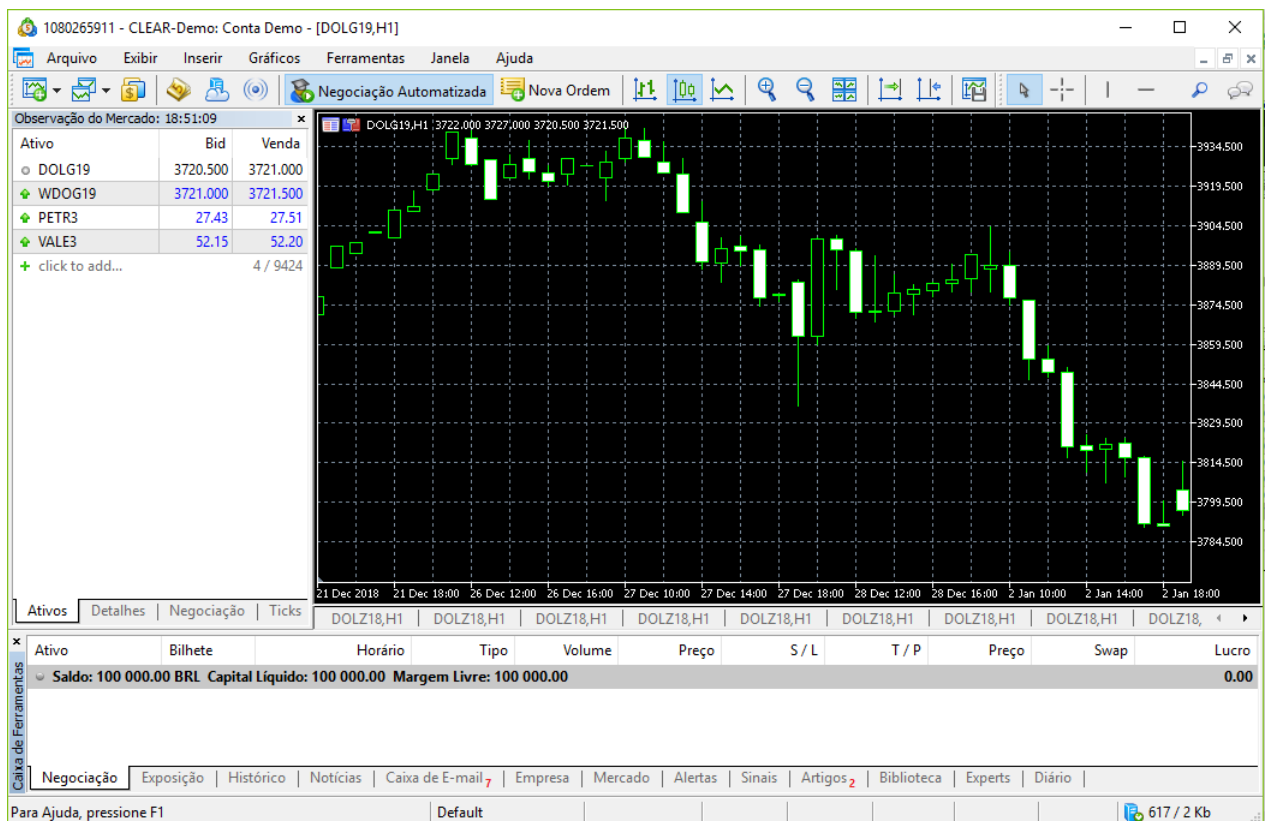 1080265911 - CLEAR-Demo: Conta Demo - [DOLG19,H1]
Arquivo Exibir Inserir Gráficos Ferramentas Janela Ajuda
Negociação Automatizada Nova Ordem
Observação do Mercado: 18:51:09
Ativo Bid Venda
DOLG19 3720.500 3721.000
WDOG19 3721.000 3721.500
PETR3 27.43 27.51
VALE3 52.15 52.20
click to add... 4 / 9424
Ativos | Detalhes | Negociação | Ticks
DOLG19,H1 3722.000 3727.000 3720.500 3721.500
3934.500
3919.500
3904.500
3889.500
3874.500
3859.500
3844.500
3829.500
3814.500
3799.500
3784.500
21 Dec 2018 21 Dec 18:00 26 Dec 12:00 26 Dec 16:00 27 Dec 10:00 27 Dec 14:00 27 Dec 18:00 28 Dec 12:00 28 Dec 16:00 2 Jan 10:00 2 Jan 14:00 2 Jan 18:00
DOLZ18,H1 | DOLZ18,H1 | DOLZ18,H1 | DOLZ18,H1 | DOLZ18,H1 | DOLZ18,H1 | DOLZ18,H1 | DOLZ18,H1 | DOLZ18,
Ativo Bilhete Horário Tipo Volume Preço S / L T / P Preço Swap Lucro
Saldo: 100 000.00 BRL Capital Líquido: 100 000.00 Margem Livre: 100 000.00 0.00
Caixa de Ferramentas
Negociação | Exposição | Histórico | Notícias | Caixa de E-mail 7 | Empresa | Mercado | Alertas | Sinais | Artigos 2 | Biblioteca | Experts | Diário |
Para Ajuda, pressione F1 Default 617 / 2 Kb